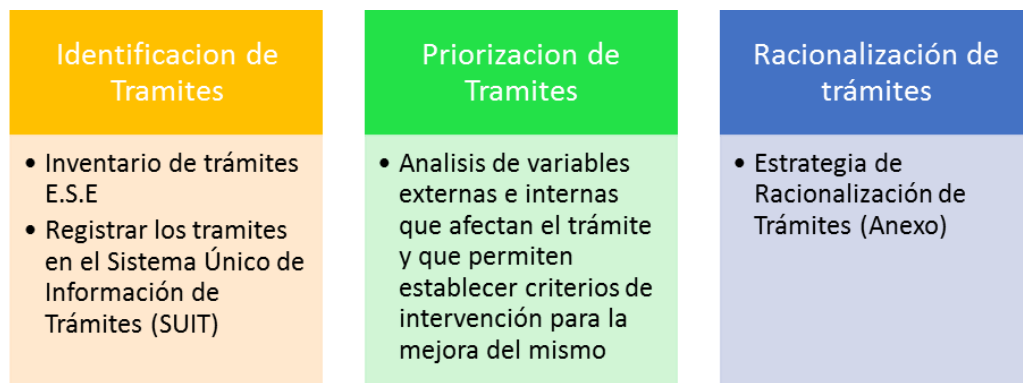 Identificacion de
Tramites
• Inventario de trámites
E.S.E
• Registrar los tramites
en el Sistema Único de
Información de
Trámites (SUIT)
Priorizacion de
Tramites
• Analisis de variables
externas e internas
que afectan el trámite
y que permiten
establecer criterios de
intervención para la
mejora del mismo
Racionalización de
trámites
• Estrategia de
Racionalización de
Trámites (Anexo)